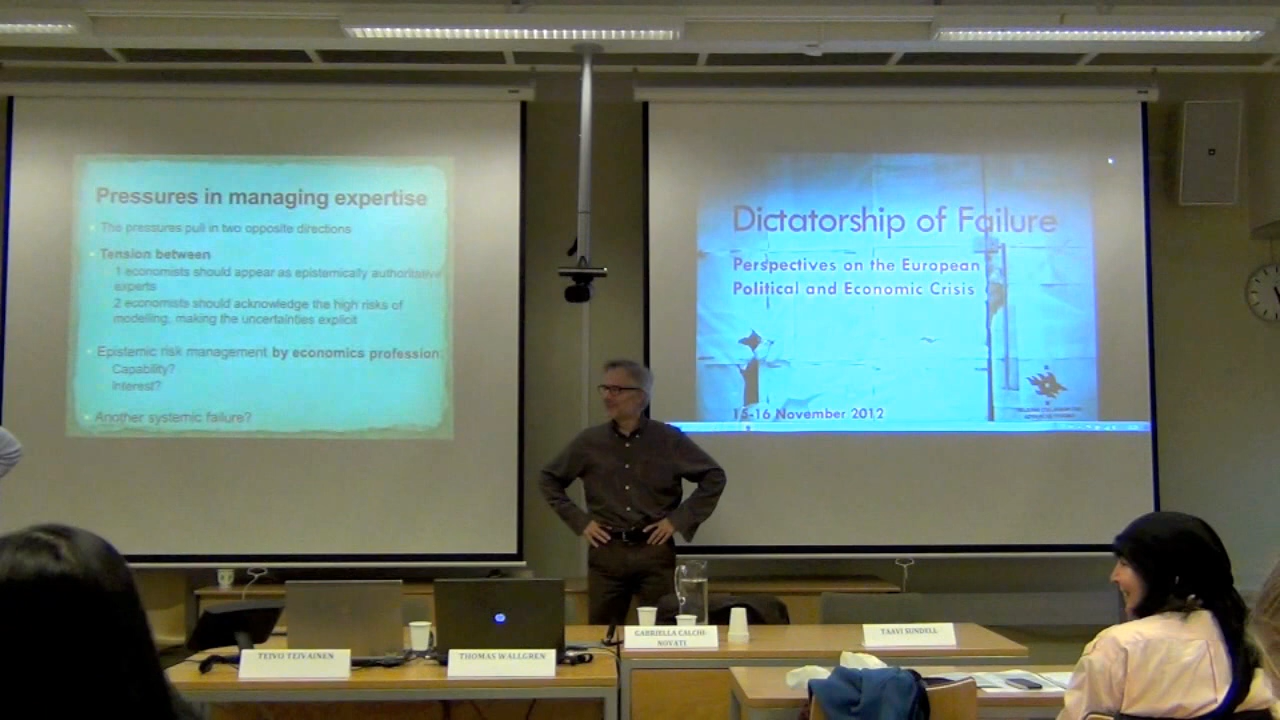 Pressures in managing expertise
The pressures pull in two opposite directions
Tension between
1 economists should appear as epistemically authoritative
experts
2 economists should acknowledge the high risks of
modelling, making the uncertainties explicit
Epistemic risk management by economics profession
Capability?
Interest?
Another systemic failure?
Dictatorship of Failure
Perspectives on the European
Political and Economic Crisis
15-16 November 2012
TEIVO TEIVAINEN
THOMAS WALLGREN
GABRIELLA CALCHI-
NOVATI
TAAVI SUNDELL